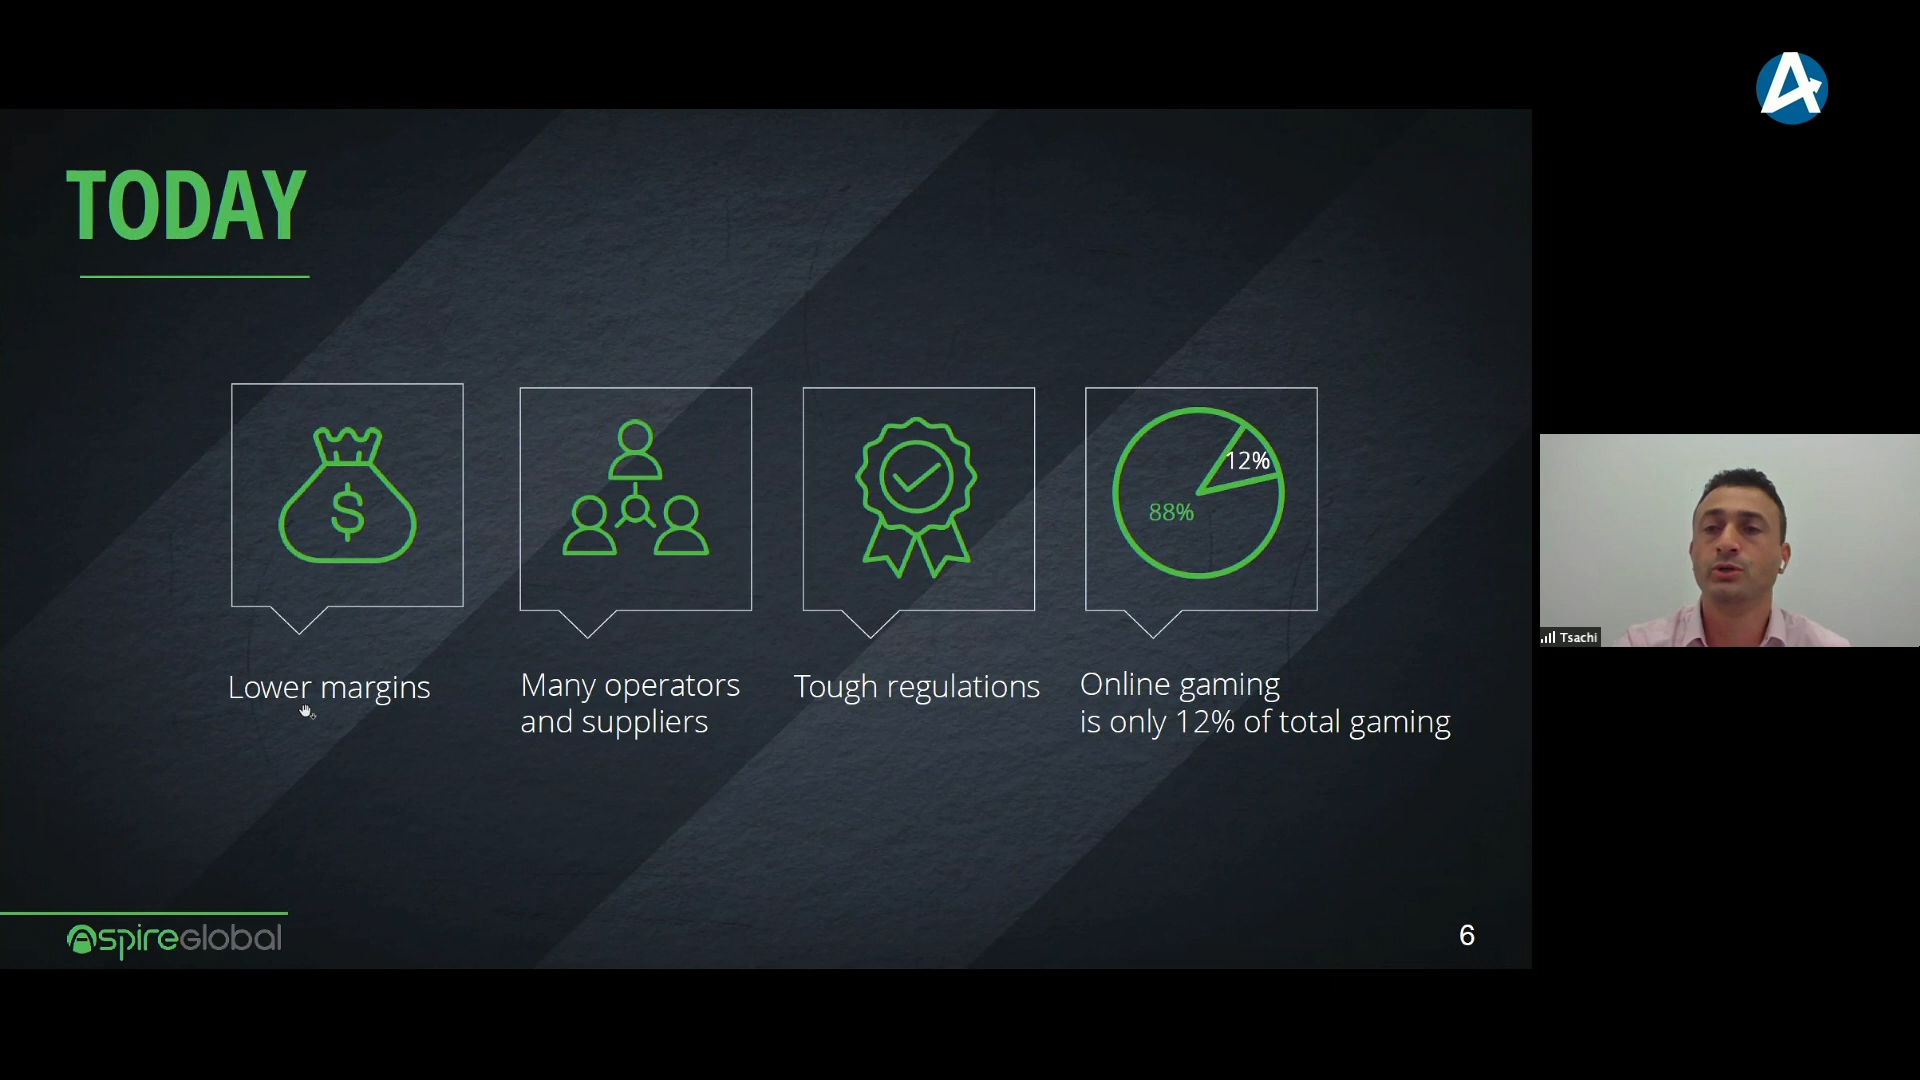 TODAY
12%
88%
Lower margins
Many operators
and suppliers
Tough regulations
Online gaming
is only 12% of total gaming
Tsachi
AspireGlobal
6